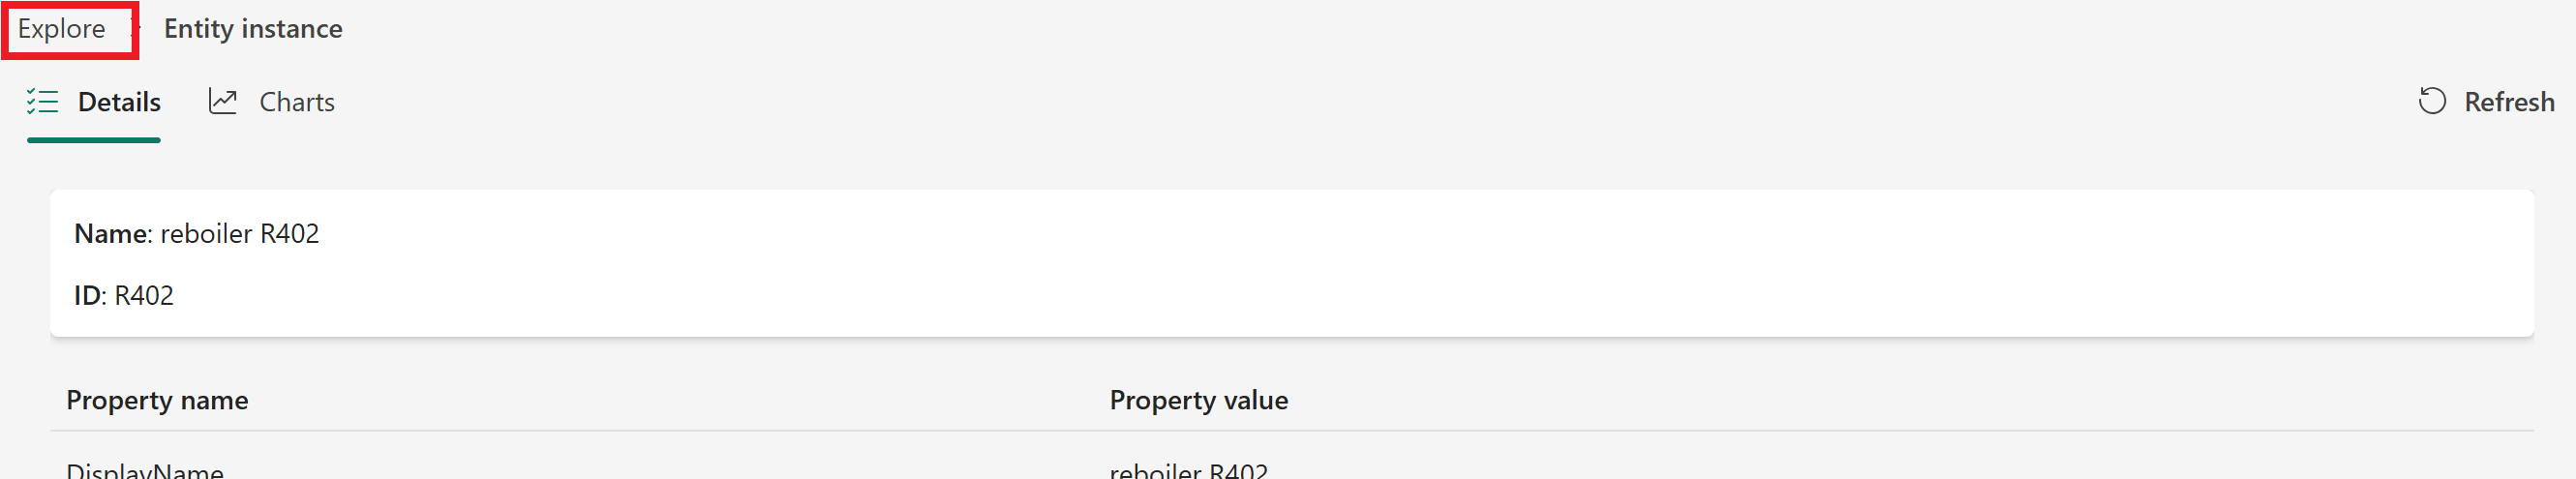 Explore > Entity instance
Details Charts Refresh
Name: reboiler R402
ID: R402
Property name Property value
DisplayName reboiler R402